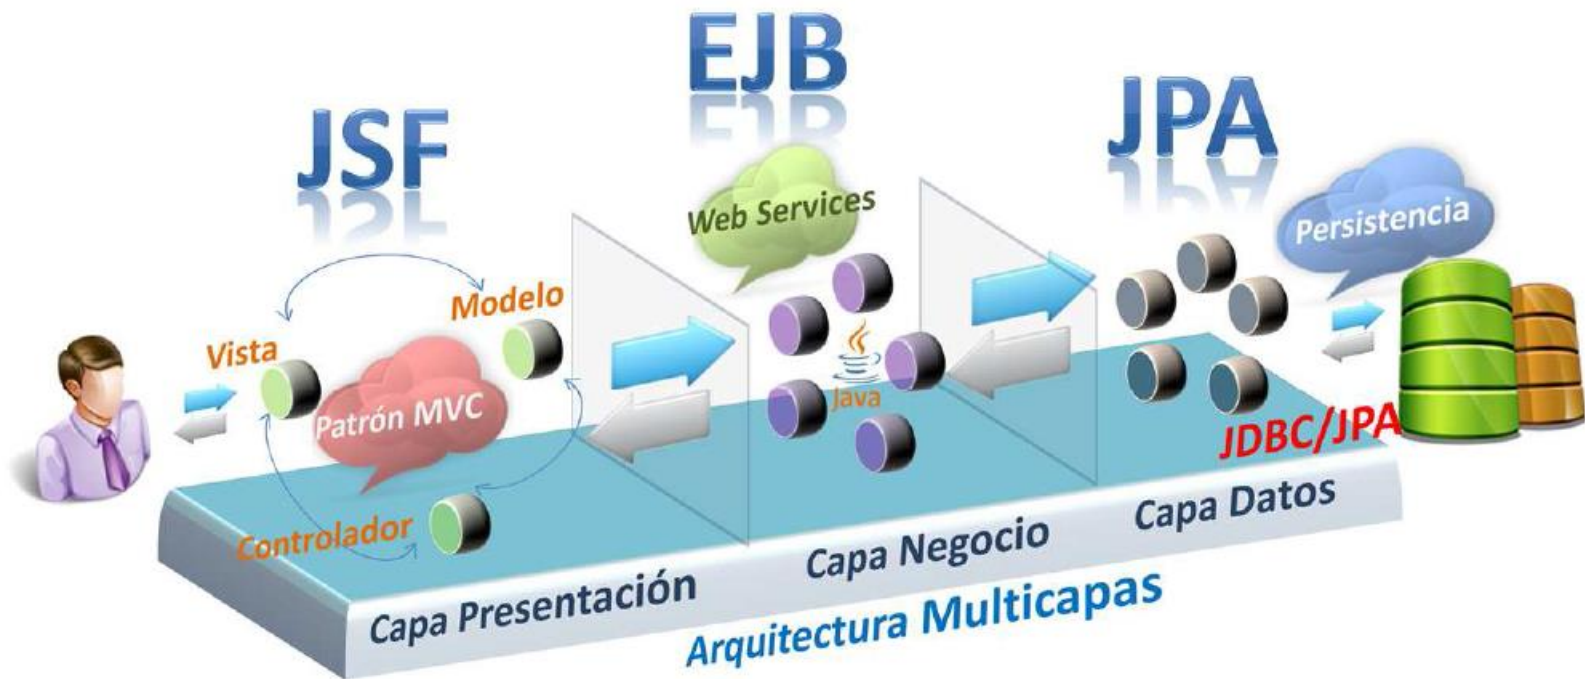 EJB
JSF
JPA
Web Services
Persistencia
Modelo
Vista
Patrón MVC
Java
JDBC/JPA
Controlador
Capa Datos
Capa Negocio
Capa Presentación
Arquitectura Multicapas